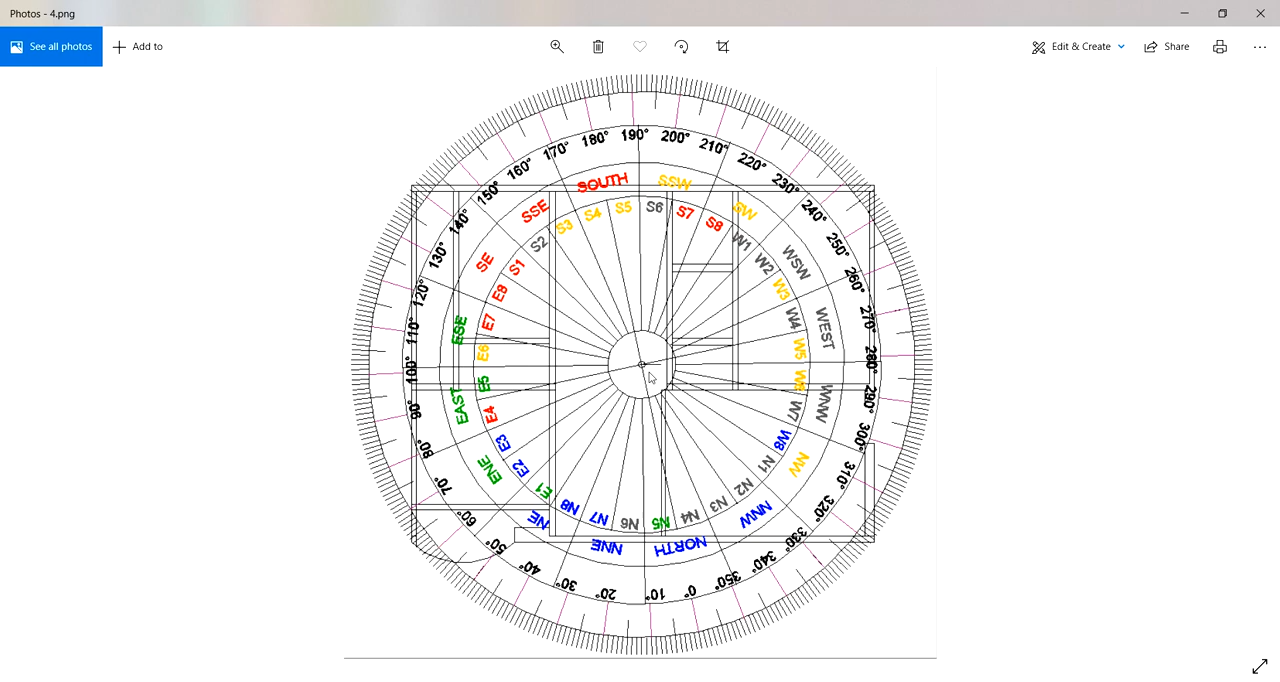 Photos - 4.png
See all photos
Add to
Edit & Create
Share
190°
200°
210°
220°
230°
240°
250°
260°
270°
280°
290°
300°
310°
320°
330°
340°
350°
0°
10°
20°
30°
40°
50°
60°
70°
80°
90°
100°
110°
120°
130°
140°
150°
160°
170°
180°
SOUTH
SSW
SW
WSW
WEST
WNW
NW
NNW
NORTH
NNE
NE
ENE
EAST
ESE
SE
SSE
S1
S2
S3
S4
S5
S6
S7
S8
W1
W2
W3
W4
W5
W6
W7
W8
N1
N2
N3
N4
N5
N6
N7
N8
E1
E2
E3
E4
E5
E6
E7
E8